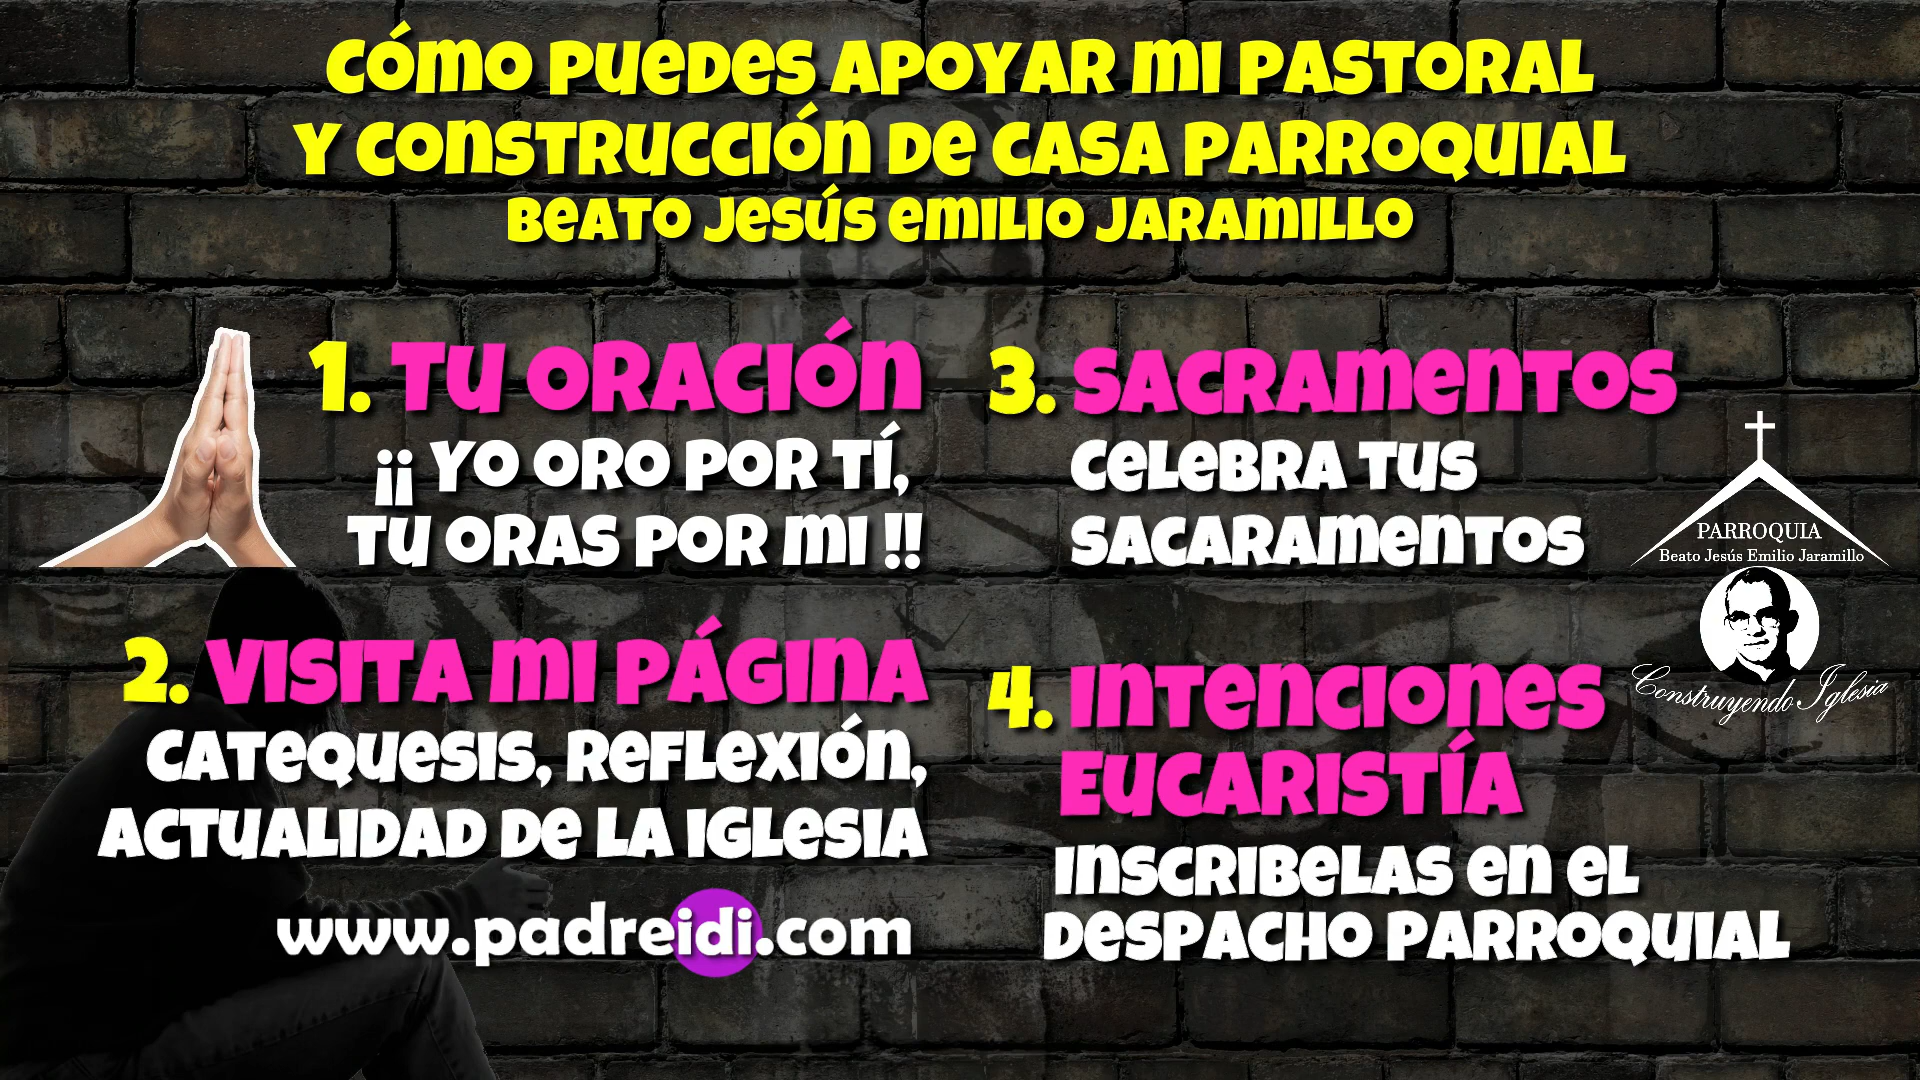 CÓMO PUEDES APOYAR MI PASTORAL
Y CONSTRUCCIÓN DE CASA PARROQUIAL
BEATO JESÚS EMILIO JARAMILLO
1. TU ORACIÓN
¡¡ YO ORO POR TÍ,
TU ORAS POR MI !!
2. VISITA MI PÁGINA
CATEQUESIS, REFLEXIÓN,
ACTUALIDAD DE LA IGLESIA
www.padreidi.com
3. SACRAMENTOS
CELEBRA TUS
SACARAMENTOS
4. INTENCIONES
EUCARISTÍA
INSCRIBELAS EN EL
DESPACHO PARROQUIAL
PARROQUIA
Beato Jesús Emilio Jaramillo
Construyendo Iglesia